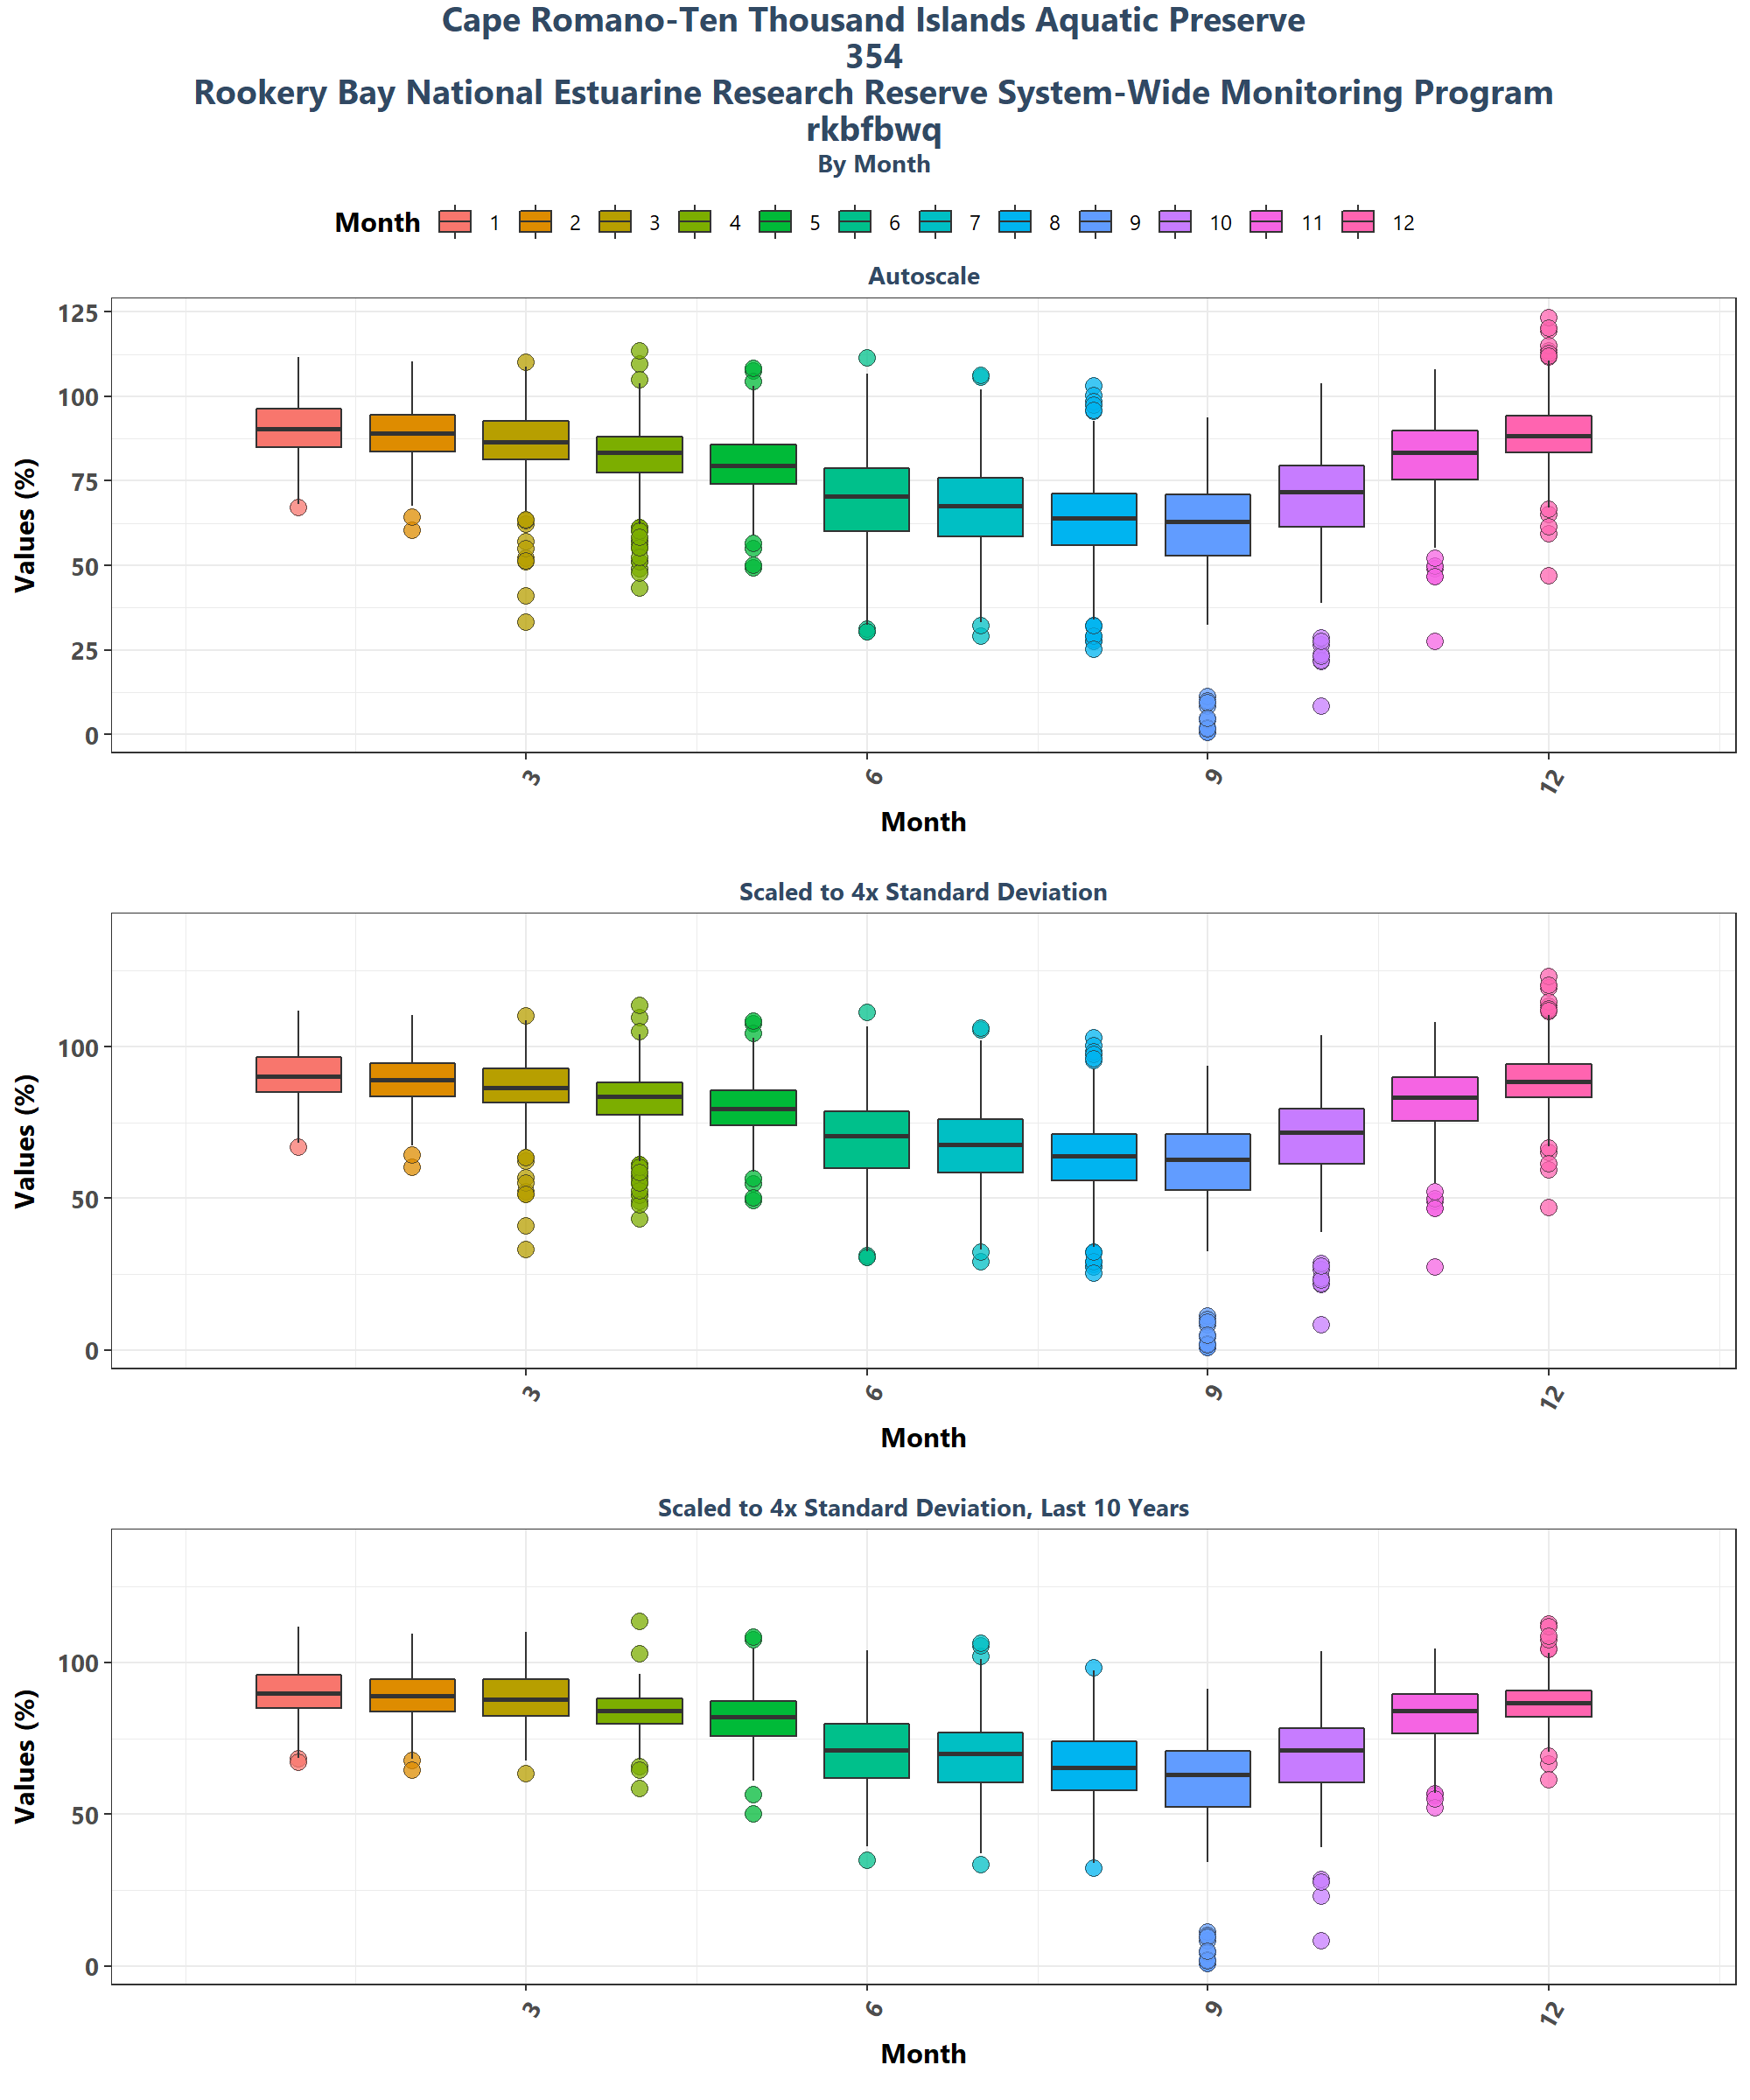 Cape Romano-Ten Thousand Islands Aquatic Preserve
354
Rookery Bay National Estuarine Research Reserve System-Wide Monitoring Program
rkbfbwq
By Month
Month 1 2 3 4 5 6 7 8 9 10 11 12
Autoscale
Values (%)
125
100
75
50
25
0
3 6 9 12
Month
Scaled to 4x Standard Deviation
Values (%)
100
50
0
3 6 9 12
Month
Scaled to 4x Standard Deviation, Last 10 Years
Values (%)
100
50
0
3 6 9 12
Month